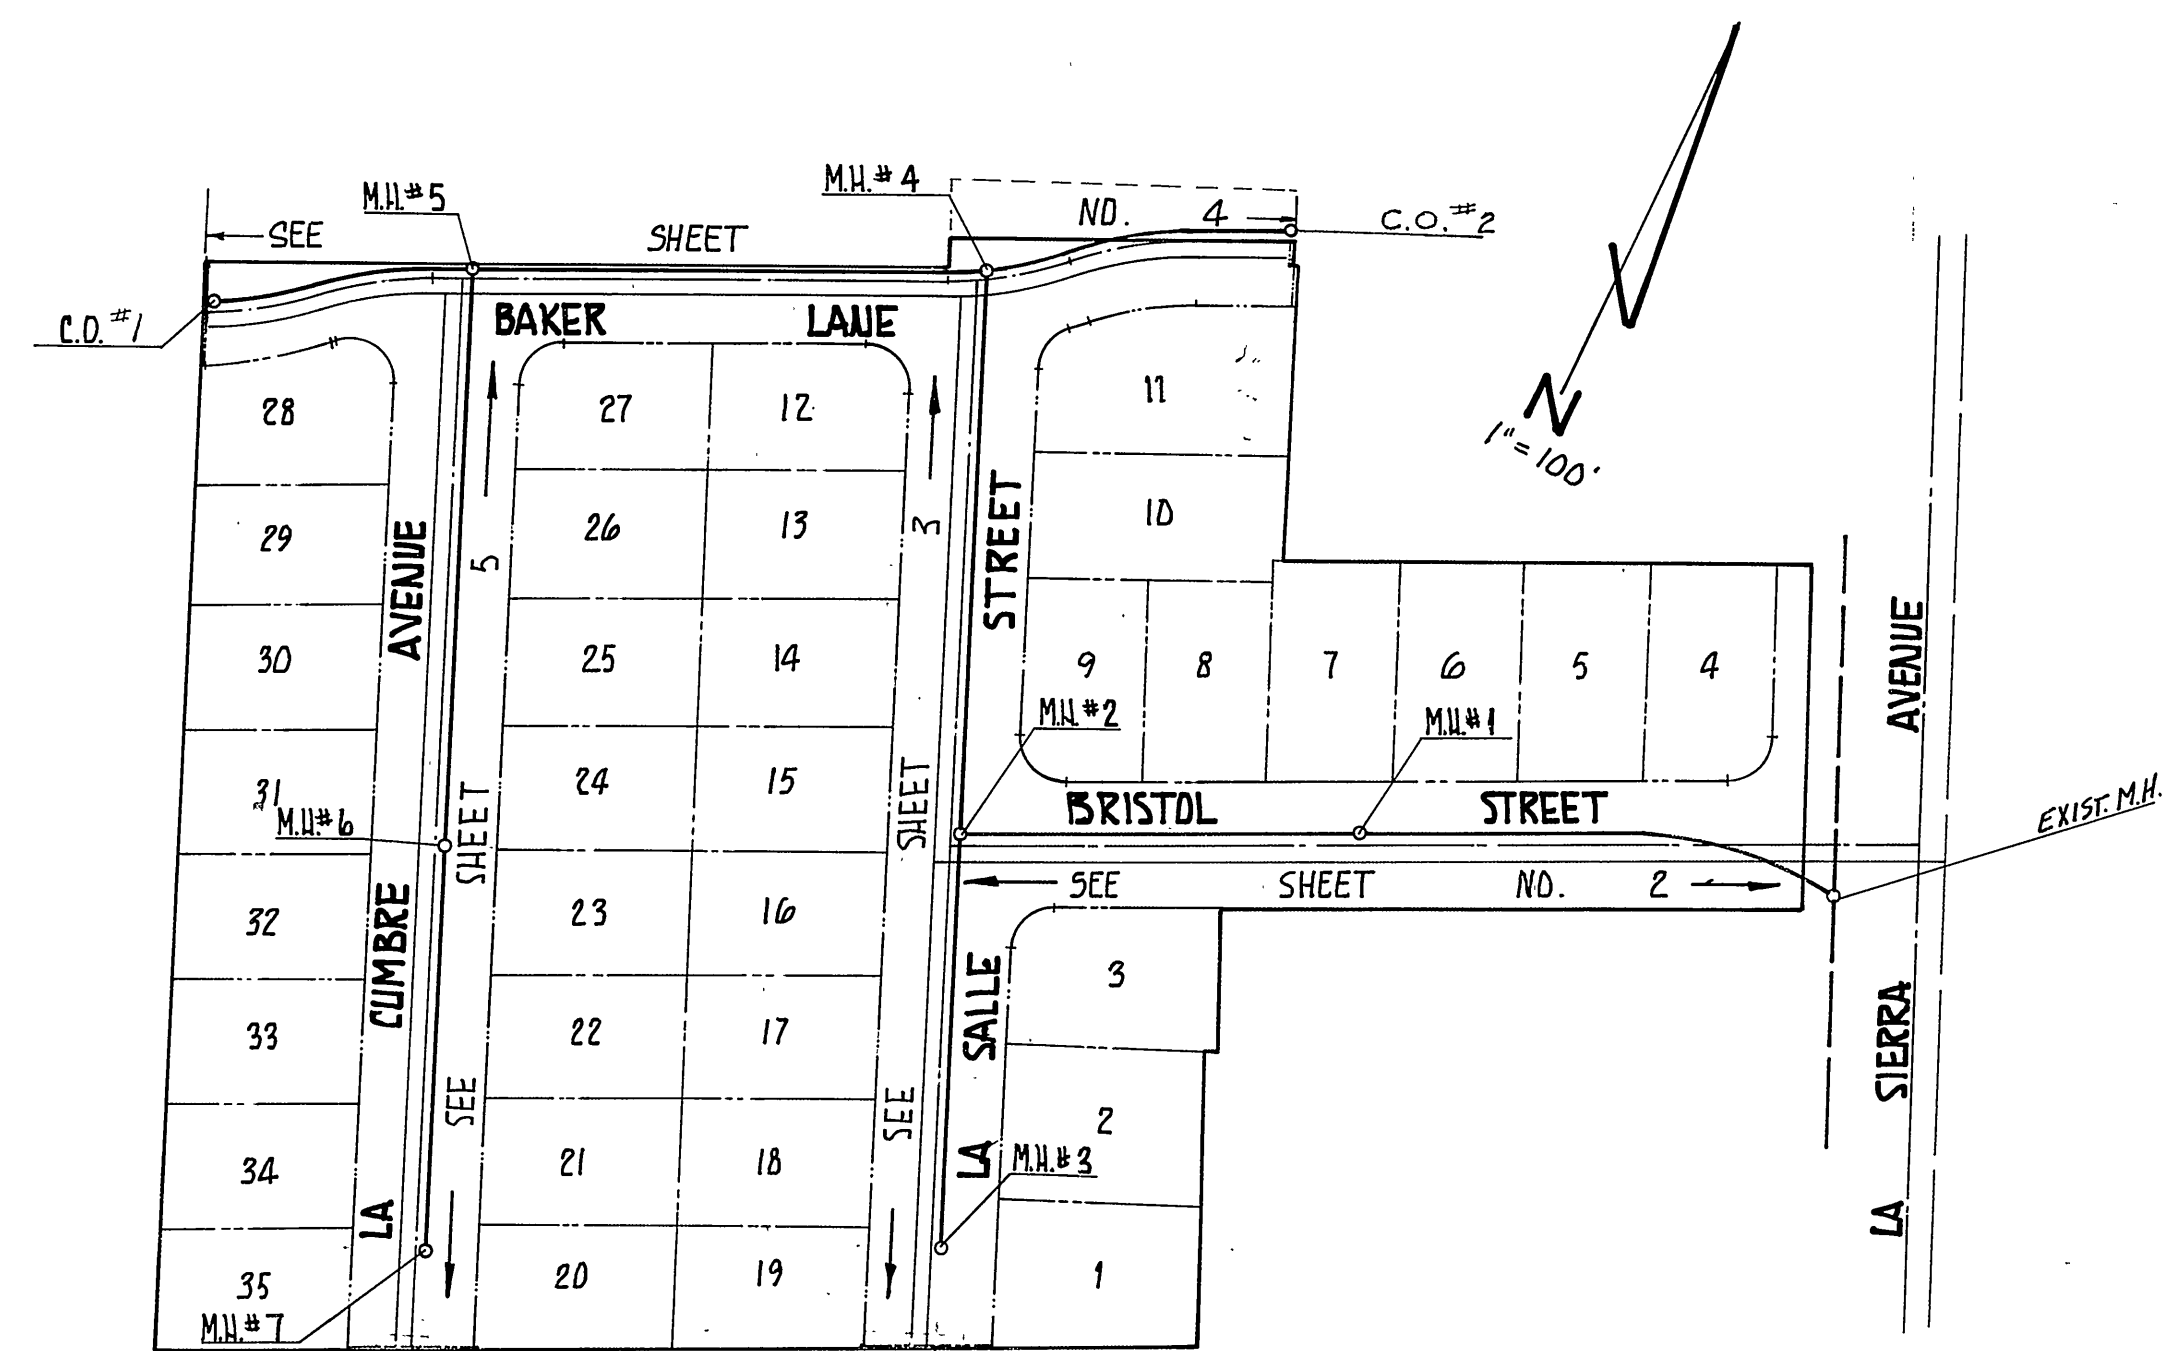 M.H.#5
M.H.#4
NO. 4
C.O.#2
SEE
SHEET
C.O.#1
BAKER LANE
N
1"=100'
28
27
12
11
29
26
13
10
AVENUE
5
3
STREET
30
25
14
9
8
7
6
5
4
AVENUE
M.H.#2
M.H.#1
31
24
15
M.H.#6
SHEET
SHEET
BRISTOL STREET
EXIST. M.H.
SEE SHEET NO. 2
32
23
16
CUMBRE
SALLE
3
33
22
17
SIERRA
SEE
SEE
2
34
21
18
LA
M.H.#3
LA
LA
35
20
19
1
M.H.#7